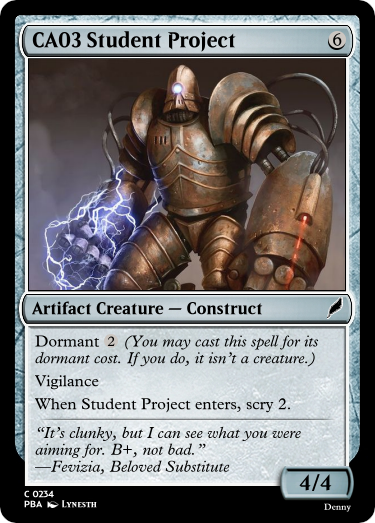 CA03 Student Project 6
Artifact Creature — Construct
Dormant 2 (You may cast this spell for its
dormant cost. If you do, it isn't a creature.)
Vigilance
When Student Project enters, scry 2.
"It's clunky, but I can see what you were
aiming for. B+, not bad."
—Fevizia, Beloved Substitute
4/4
C 0234
PBA Lynesth
Denny